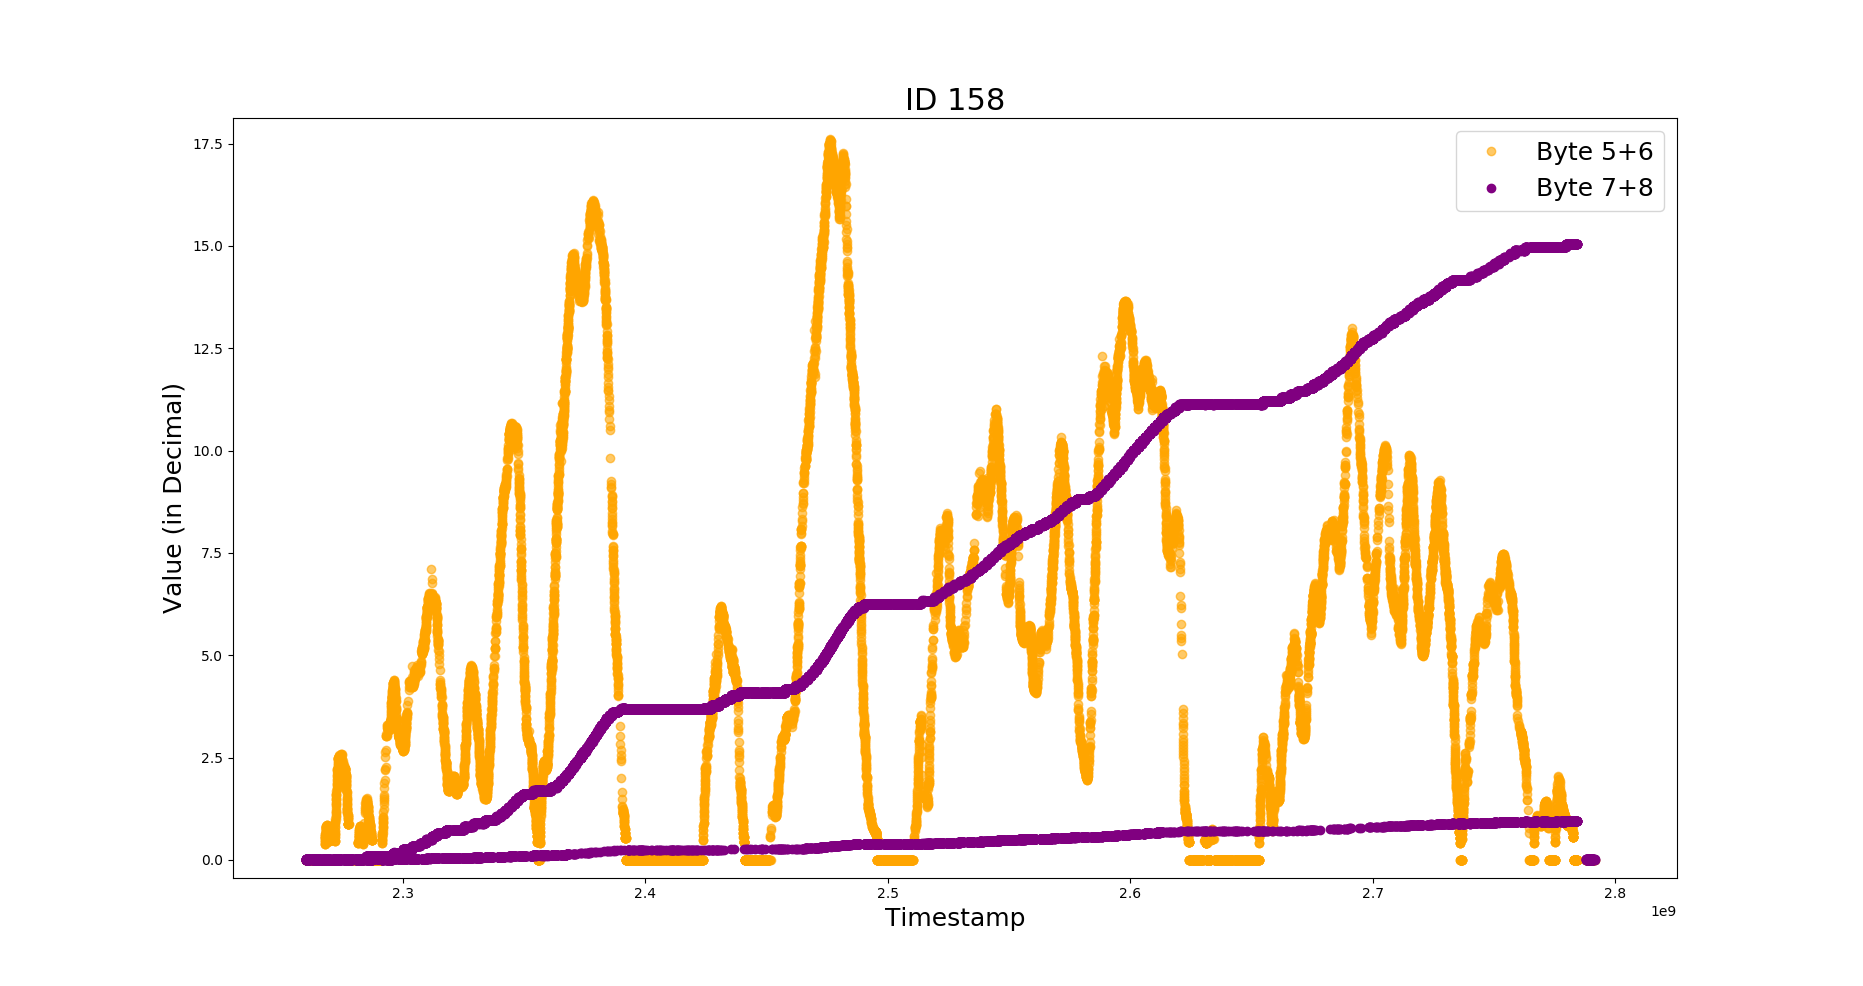 ID 158
Byte 5+6
Byte 7+8
Value (in Decimal)
17.5
15.0
12.5
10.0
7.5
5.0
2.5
0.0
2.3 2.4 2.5 2.6 2.7 2.8
1e9
Timestamp